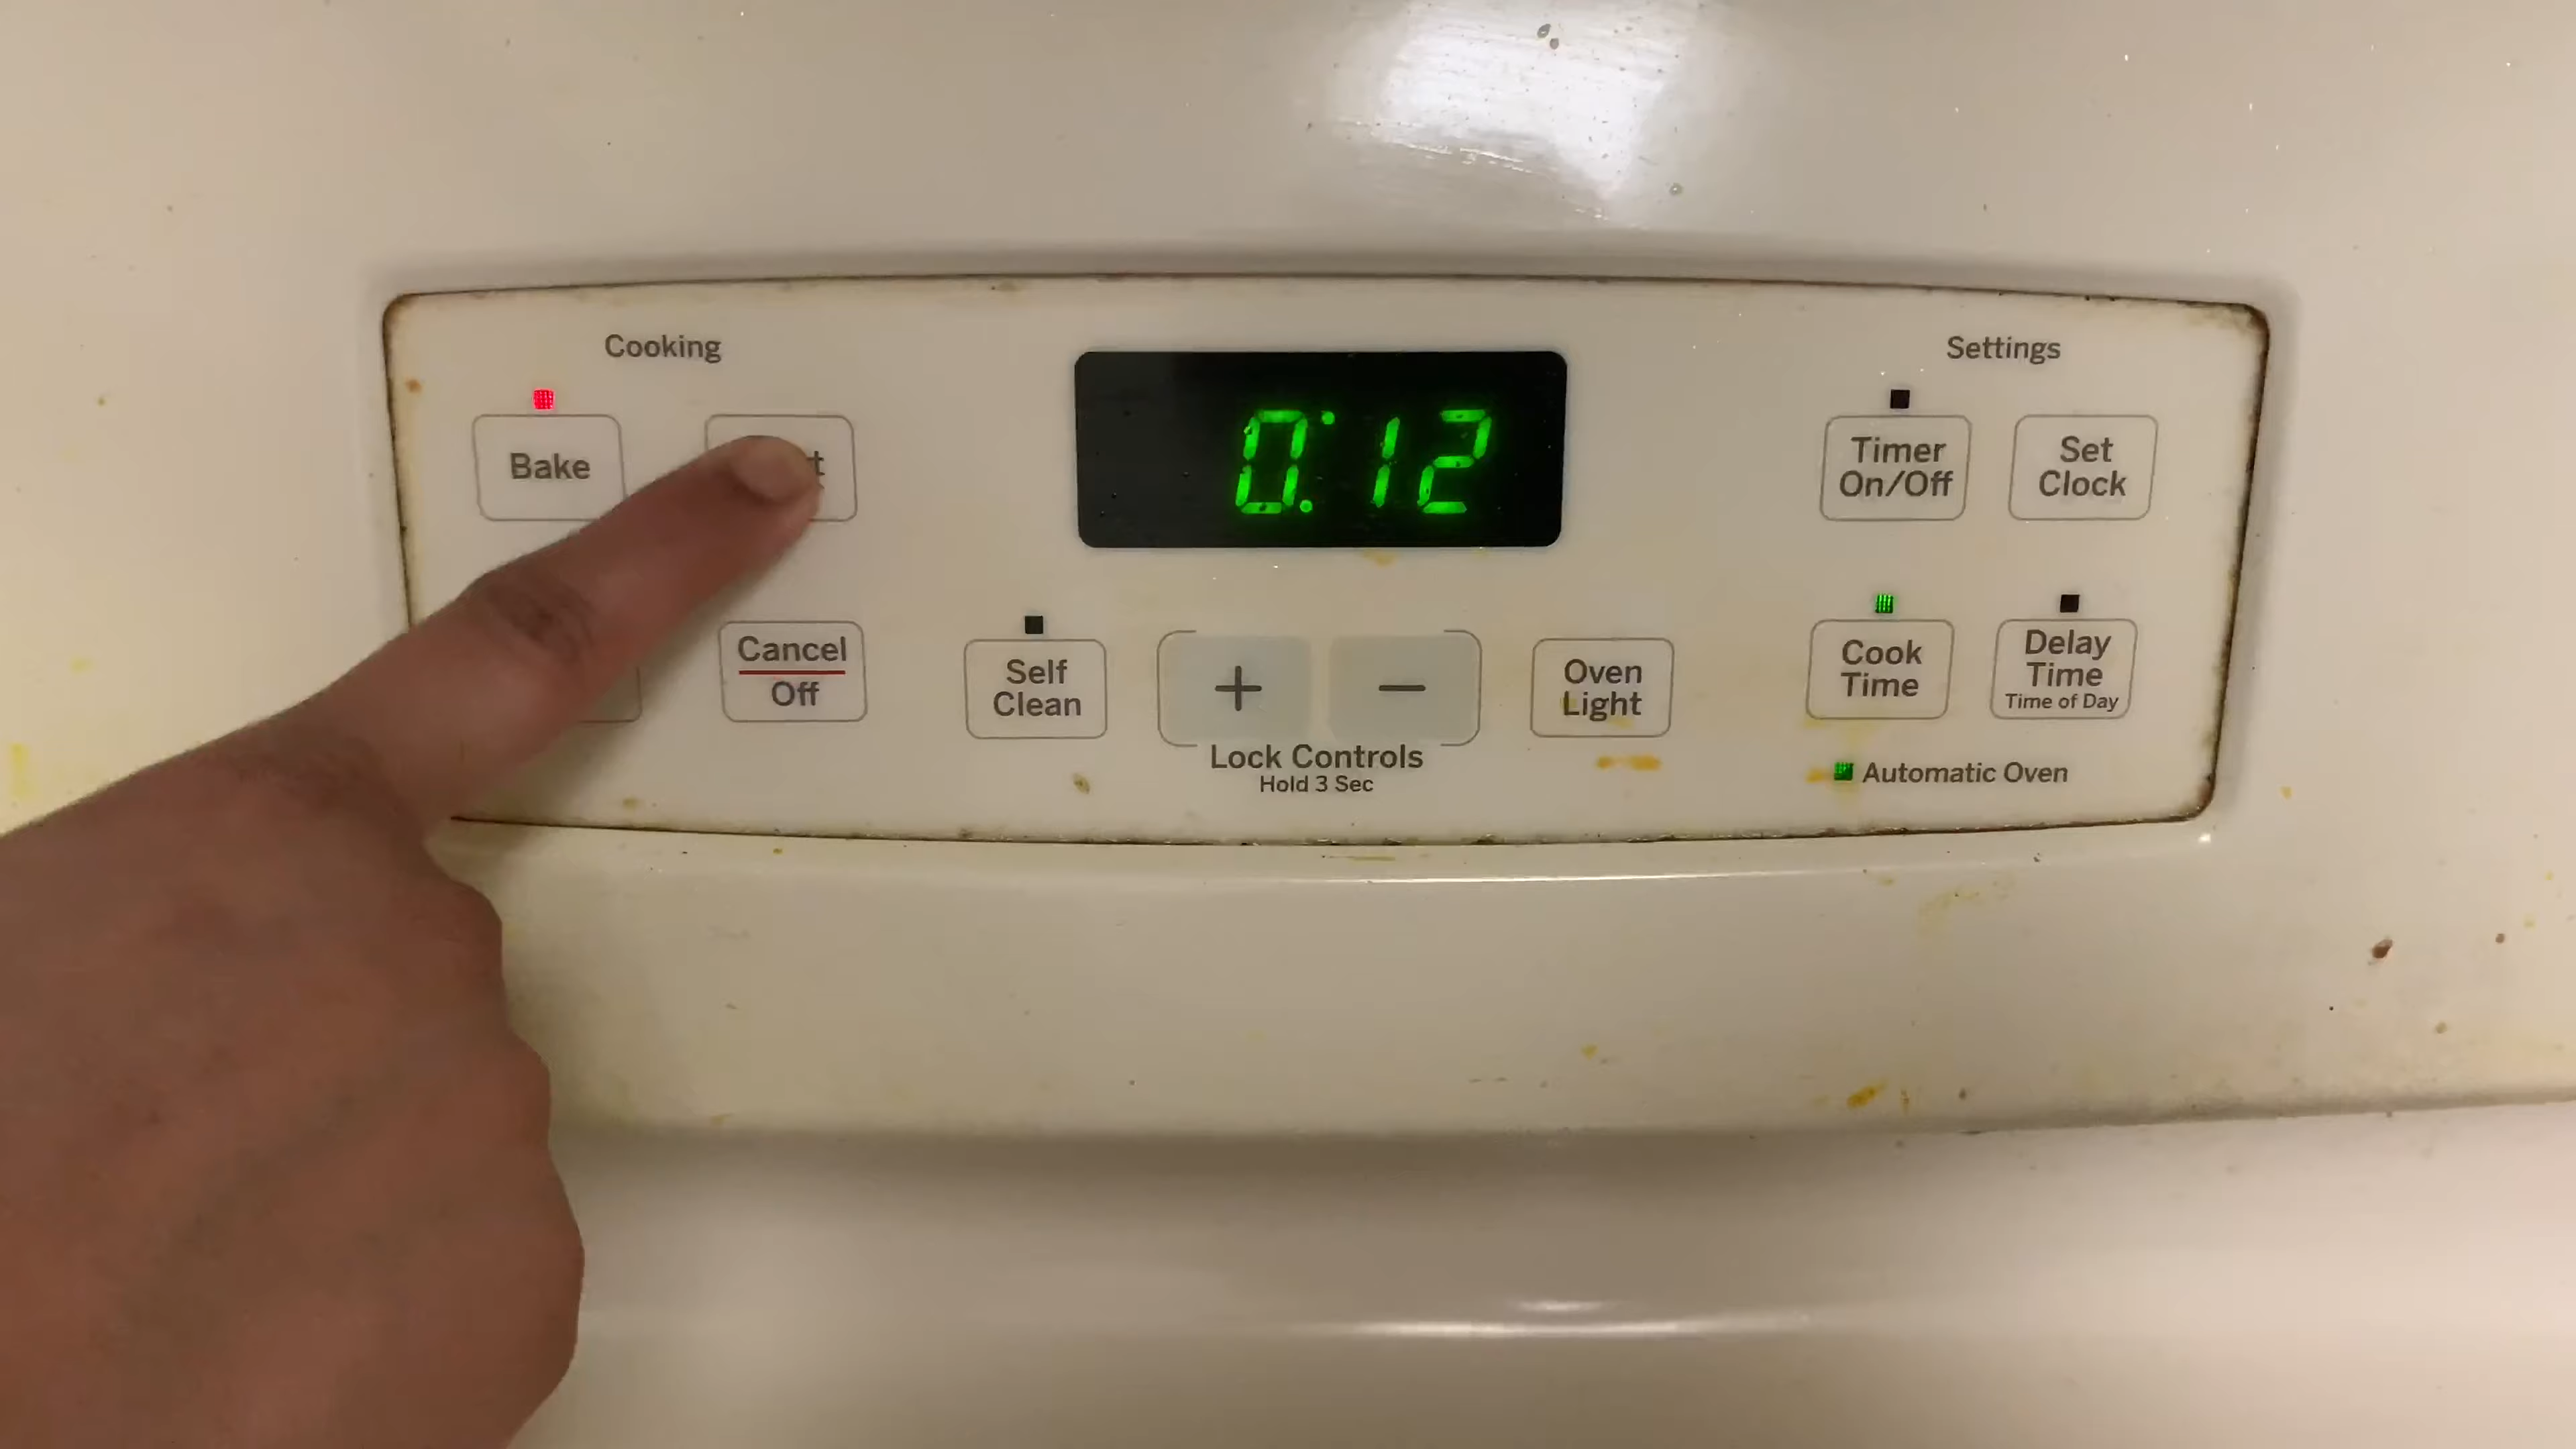 Cooking
Settings
Bake
0:12
Timer
On/Off
Set
Clock
Cancel
Off
Self
Clean
+
−
Oven
Light
Cook
Time
Delay
Time
Time of Day
Lock Controls
Hold 3 Sec
Automatic Oven